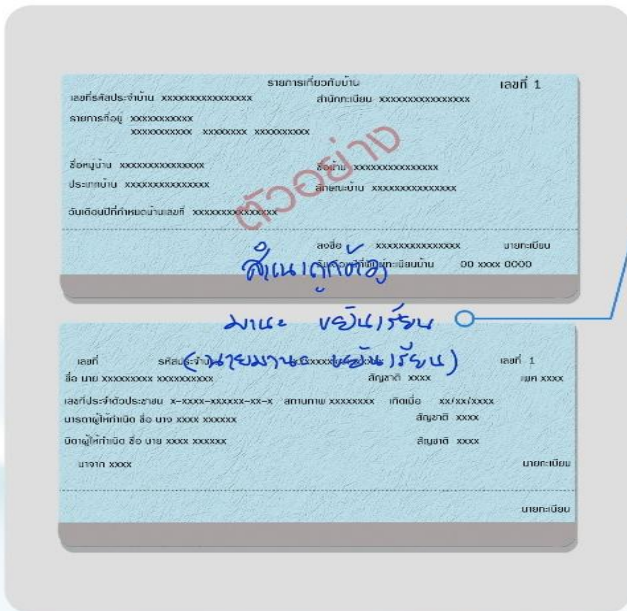 รายการเกี่ยวกับบ้าน เลขที่ 1
เลขที่รหัสประจำบ้าน xxxxxxxxxxxxxxxx สำนักทะเบียน xxxxxxxxxxxxxxxx
รายการที่อยู่ xxxxxxxxxxx
xxxxxxxxxxx xxxxxxxx xxxxxxxxxx
ตัวอย่าง
ชื่อหมู่บ้าน xxxxxxxxxxxxxxx ชื่อบ้าน xxxxxxxxxxxxxxx
ประเภทบ้าน xxxxxxxxxxxxxxx ลักษณะบ้าน xxxxxxxxxxxxxxx
วันเดือนปีที่กำหนดบ้านเลขที่ xxxxxxxxxxxxxxx
ลงชื่อ xxxxxxxxxxxxxxx นายทะเบียน
ทะเบียนบ้าน 00 xxxx 0000
สำเนาถูกต้อง
มานะ ขยันเรียน
(นายมานะ ขยันเรียน)
เลขที่ เลขที่ 1
ชื่อ นาย xxxxxxxxx xxxxxxxxxx สัญชาติ xxxx เพศ xxxx
เลขที่ประจำตัวประชาชน x-xxxx-xxxxxx-xx-x สถานภาพ xxxxxxxx เกิดเมื่อ xx/xx/xxxx
มารดาผู้ให้กำเนิด ชื่อ นาง xxxx xxxxxx สัญชาติ xxxx
บิดาผู้ให้กำเนิด ชื่อ นาย xxxx xxxxxx สัญชาติ xxxx
มาจาก xxxx นายทะเบียน
นายทะเบียน